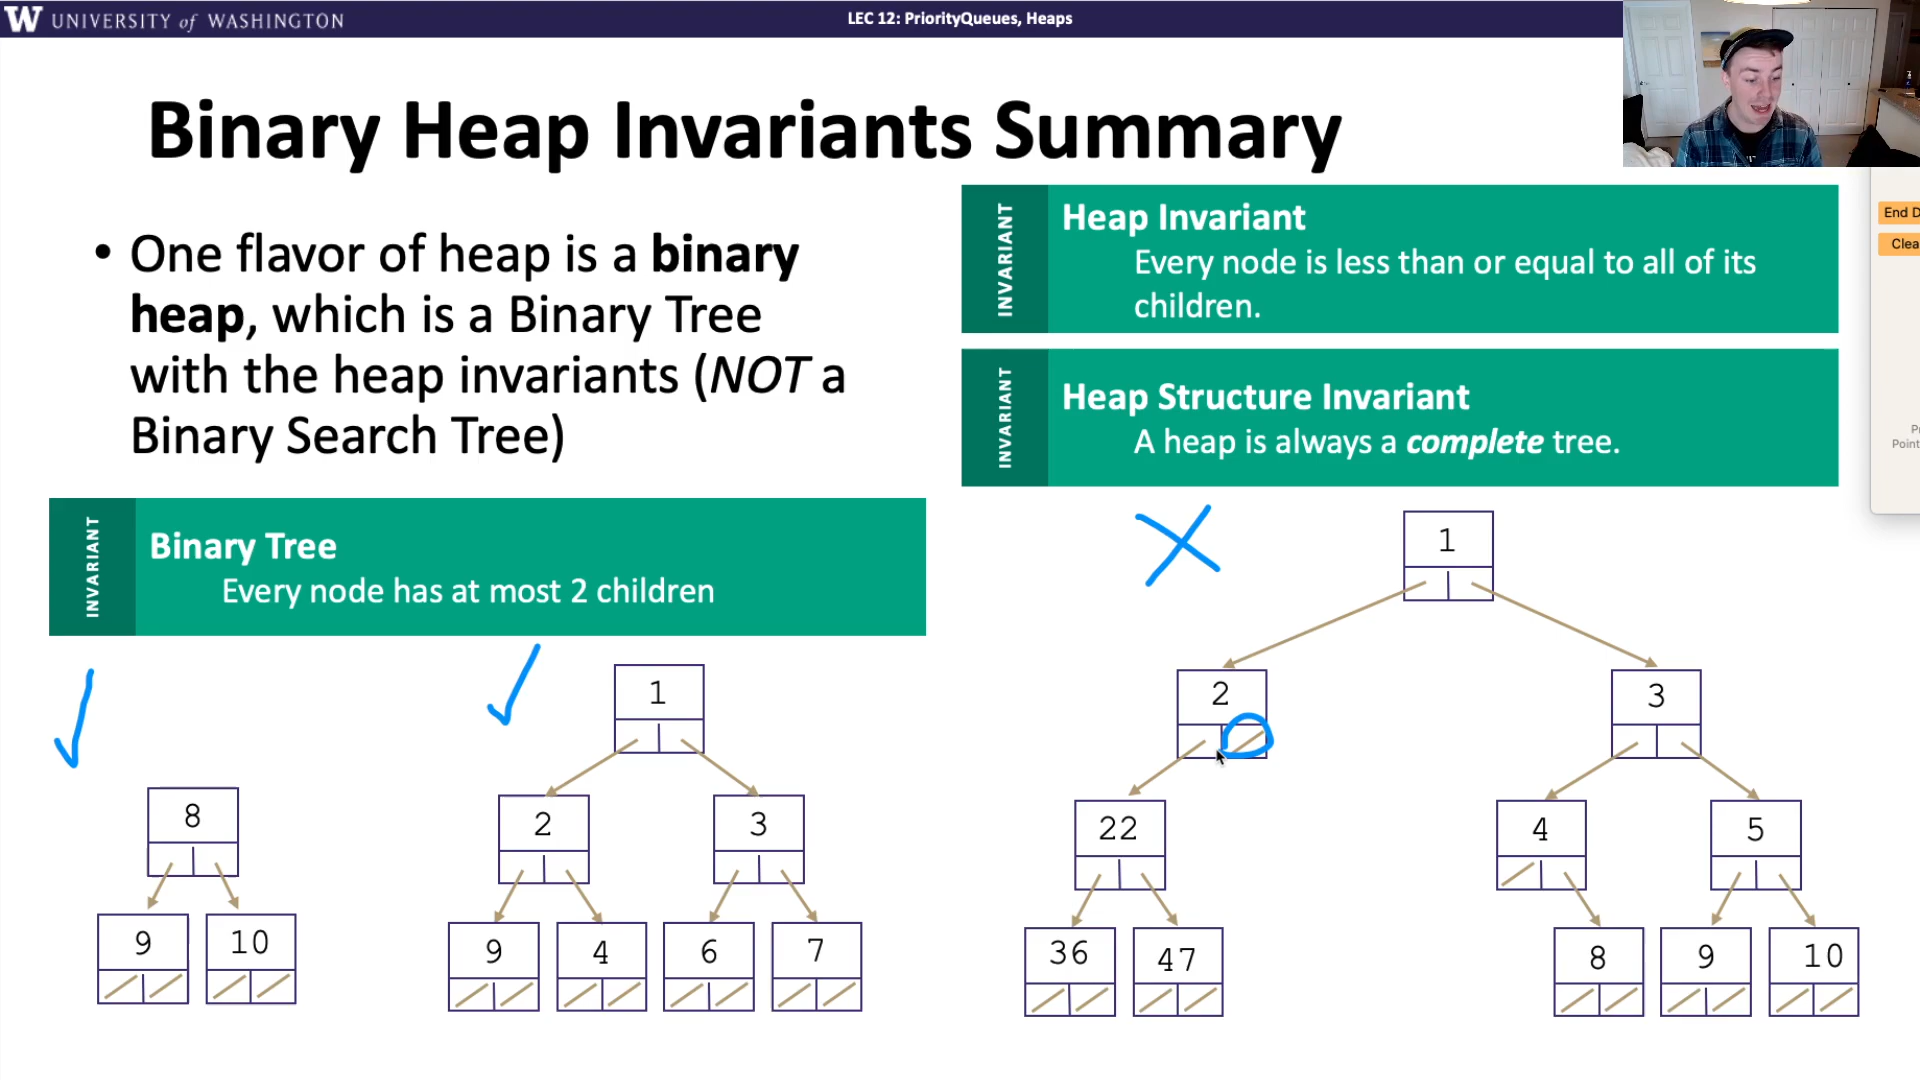 W UNIVERSITY of WASHINGTON
LEC 12: PriorityQueues, Heaps
Binary Heap Invariants Summary
• One flavor of heap is a binary
heap, which is a Binary Tree
with the heap invariants (NOT a
Binary Search Tree)
INVARIANT
Heap Invariant
Every node is less than or equal to all of its
children.
INVARIANT
Heap Structure Invariant
A heap is always a complete tree.
INVARIANT
Binary Tree
Every node has at most 2 children
8
9 10
1
2 3
9 4 6 7
1
2 3
22 4 5
36 47 8 9 10
End D
Clea
Point